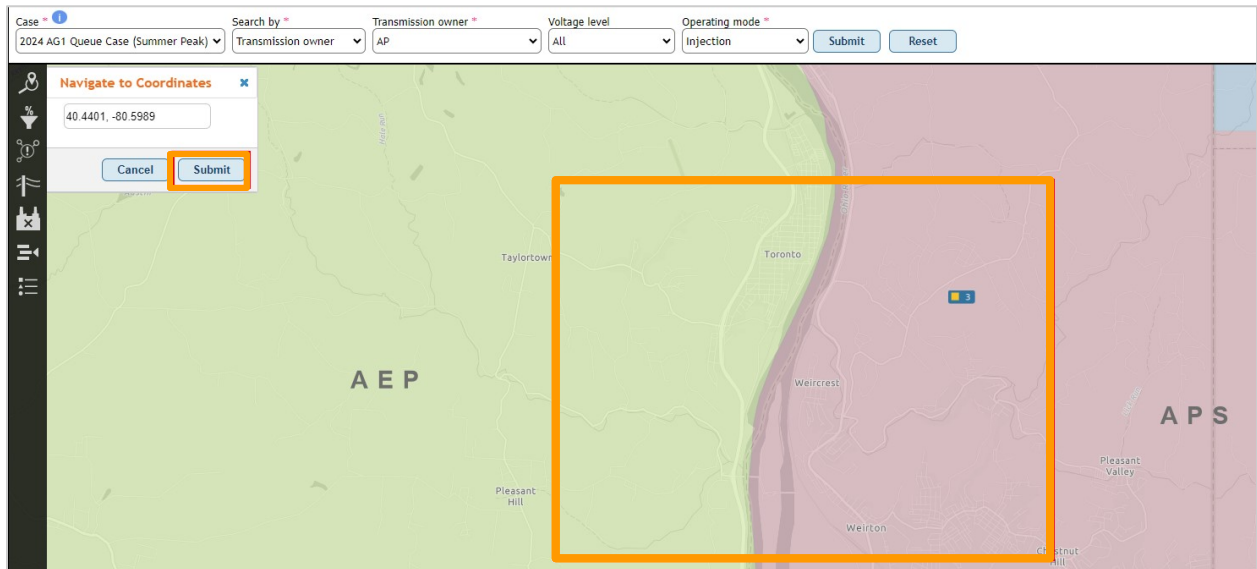 Case * i
Search by *
Transmission owner *
Voltage level
Operating mode *
2024 AG1 Queue Case (Summer Peak)
Transmission owner
AP
All
Injection
Submit
Reset
Navigate to Coordinates
40.4401, -80.5989
Cancel
Submit
%
Taylortown
Toronto
3
AEP
Weircrest
APS
Pleasant
Valley
Pleasant
Hill
Weirton
Chestnut
Hill